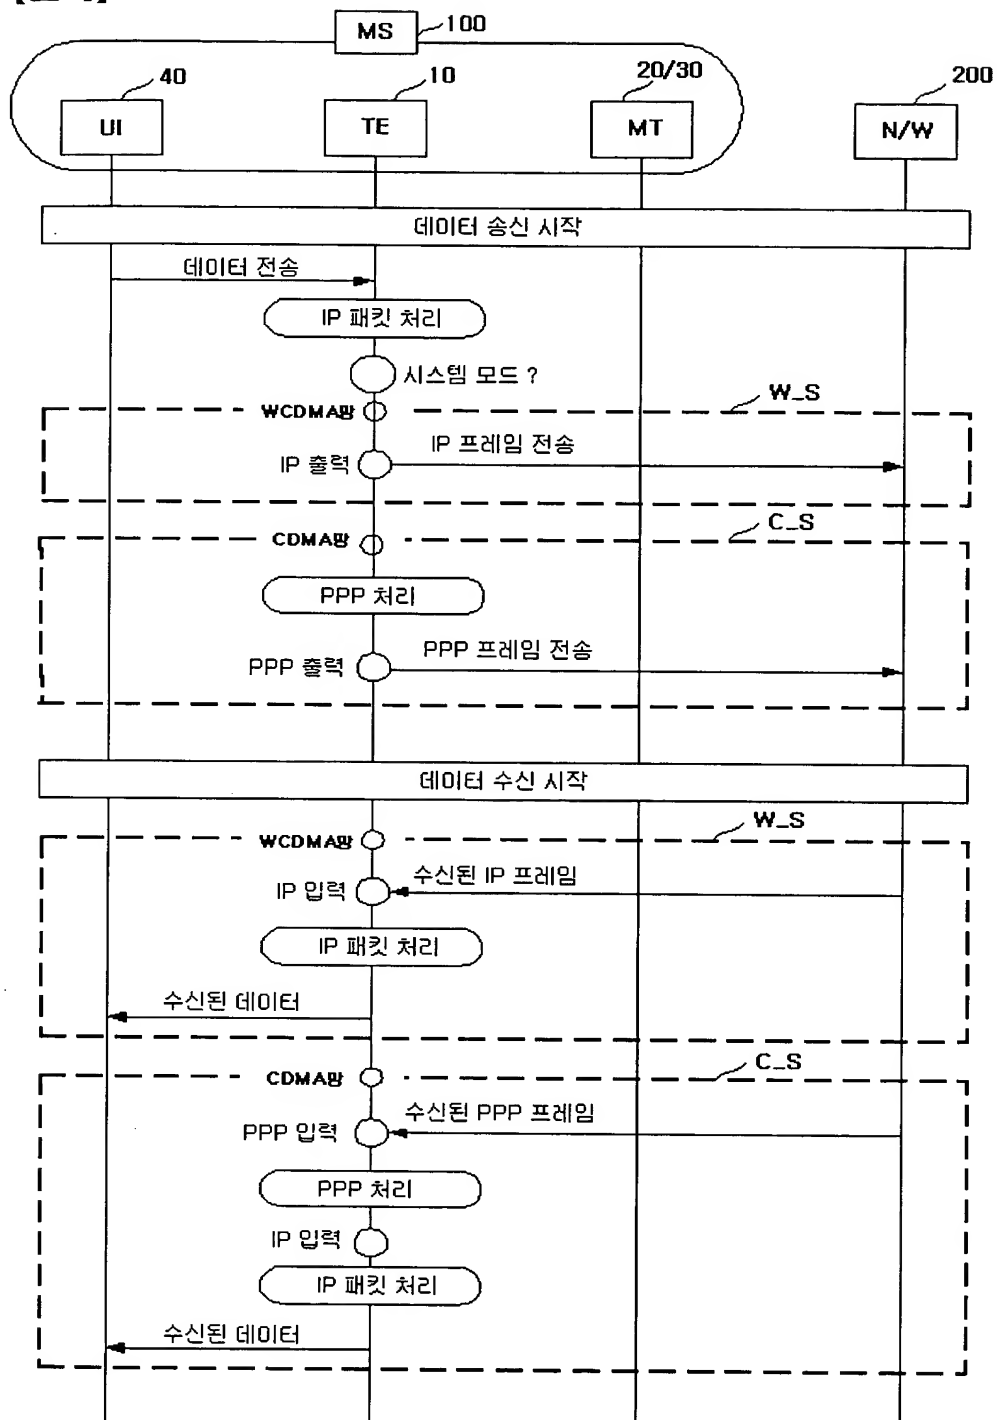 MS
100
40
10
20/30
200
UI
TE
MT
N/W
데이터 송신 시작
데이터 전송
IP 패킷 처리
시스템 모드 ?
W_S
WCDMA망
IP 프레임 전송
IP 출력
C_S
CDMA망
PPP 처리
PPP 프레임 전송
PPP 출력
데이터 수신 시작
W_S
WCDMA망
수신된 IP 프레임
IP 입력
IP 패킷 처리
수신된 데이터
C_S
CDMA망
수신된 PPP 프레임
PPP 입력
PPP 처리
IP 입력
IP 패킷 처리
수신된 데이터